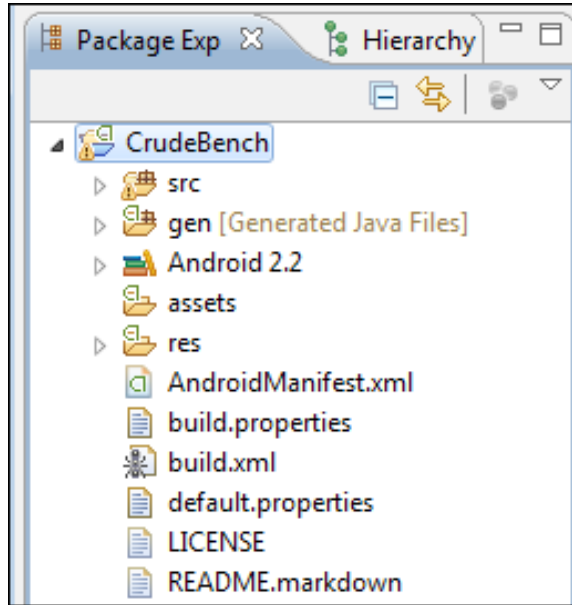 Package Exp Hierarchy
CrudeBench
src
gen [Generated Java Files]
Android 2.2
assets
res
AndroidManifest.xml
build.properties
build.xml
default.properties
LICENSE
README.markdown